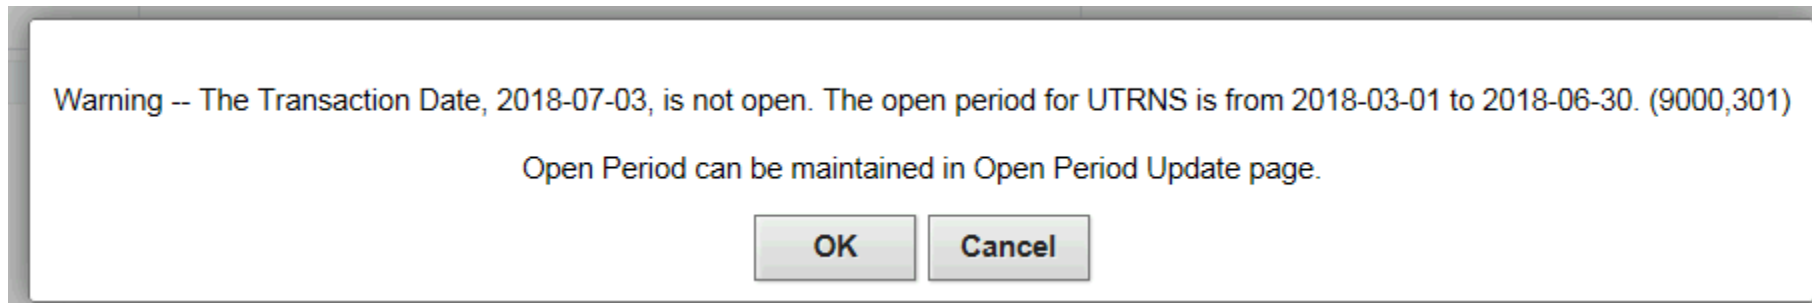 Warning -- The Transaction Date, 2018-07-03, is not open. The open period for UTRNS is from 2018-03-01 to 2018-06-30. (9000,301)
Open Period can be maintained in Open Period Update page.
OK Cancel